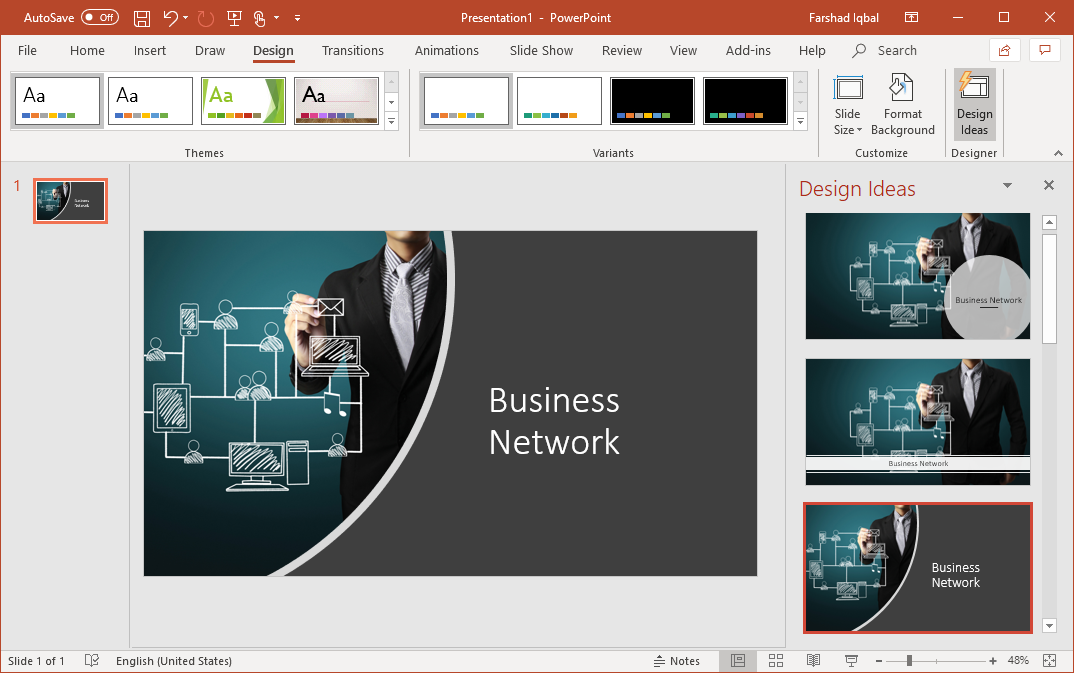 AutoSave Off Presentation1 - PowerPoint Farshad Iqbal
File Home Insert Draw Design Transitions Animations Slide Show Review View Add-ins Help Search
Aa Aa Aa Aa
Slide Size
Format Background
Design Ideas
Themes Variants Customize Designer
1
Business
Network
Business
Network
Design Ideas
Business Network
Business Network
Business
Network
Slide 1 of 1 English (United States) Notes 48%